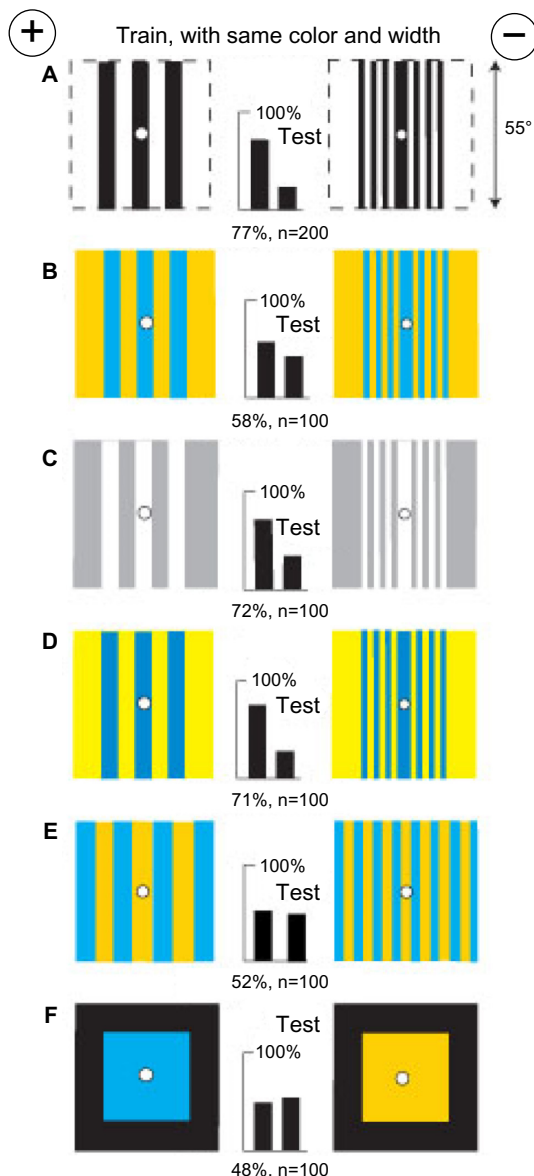 + Train, with same color and width −
A
100%
Test
55°
77%, n=200
B
100%
Test
58%, n=100
C
100%
Test
72%, n=100
D
100%
Test
71%, n=100
E
100%
Test
52%, n=100
F
Test
100%
48%, n=100